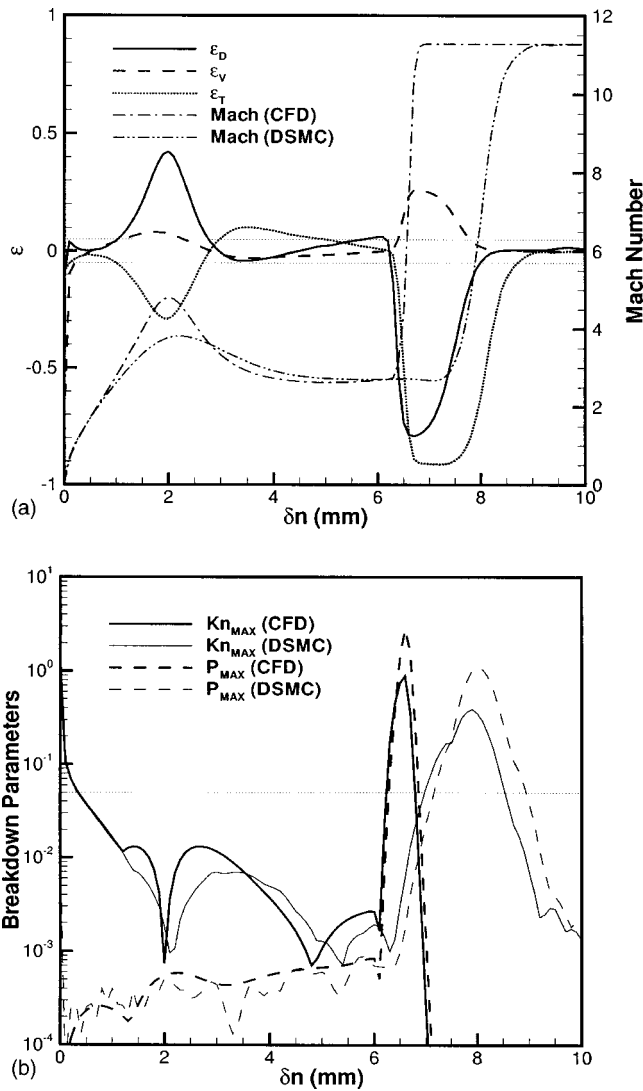 1
0.5
0
-0.5
-1
ε
12
10
8
6
4
2
0
Mach Number
ε_D
ε_V
ε_T
Mach (CFD)
Mach (DSMC)
0 2 4 6 8 10
δn (mm)
(a)
10^1
10^0
10^-1
10^-2
10^-3
10^-4
Breakdown Parameters
Kn_MAX (CFD)
Kn_MAX (DSMC)
P_MAX (CFD)
P_MAX (DSMC)
0 2 4 6 8 10
δn (mm)
(b)